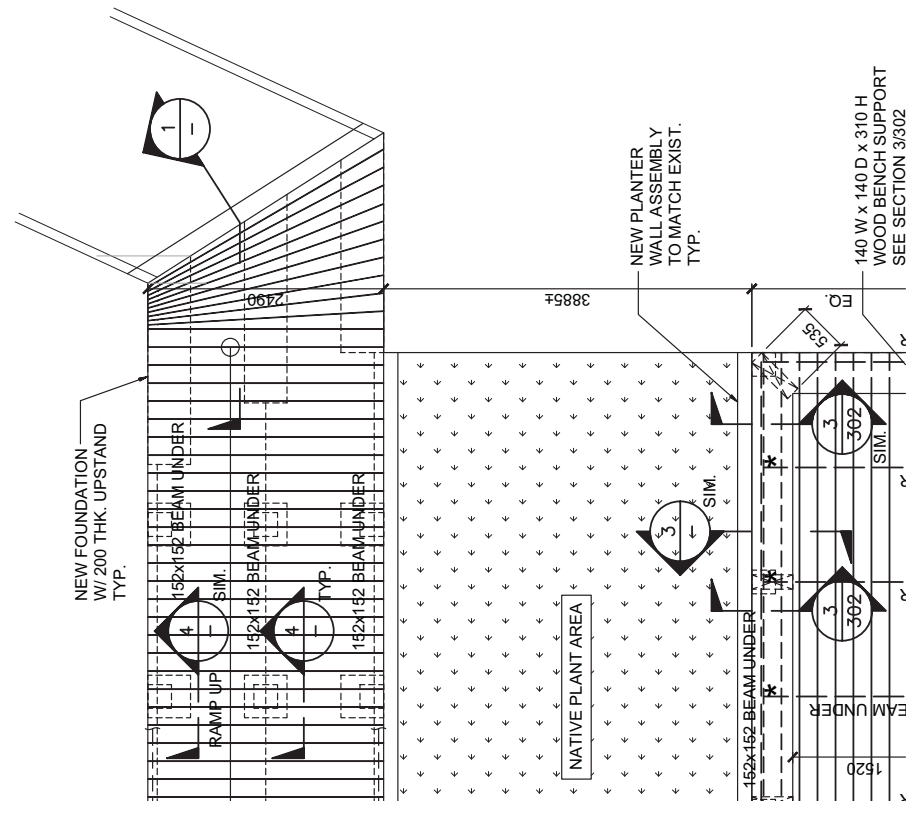 1
–
NEW PLANTER
WALL ASSEMBLY
TO MATCH EXIST.
TYP.
140 W x 140 D x 310 H
WOOD BENCH SUPPORT
SEE SECTION 3/302
2490
3885±
EQ.
535
NEW FOUNDATION
W/ 200 THK. UPSTAND
TYP.
152x152 BEAM UNDER
152x152 BEAM UNDER
152x152 BEAM UNDER
4
–
SIM.
4
–
TYP.
RAMP UP
3
–
SIM.
3
302
SIM.
3
302
NATIVE PLANT AREA
152x152 BEAM UNDER
EAM UNDER
1520
R
R
R
R